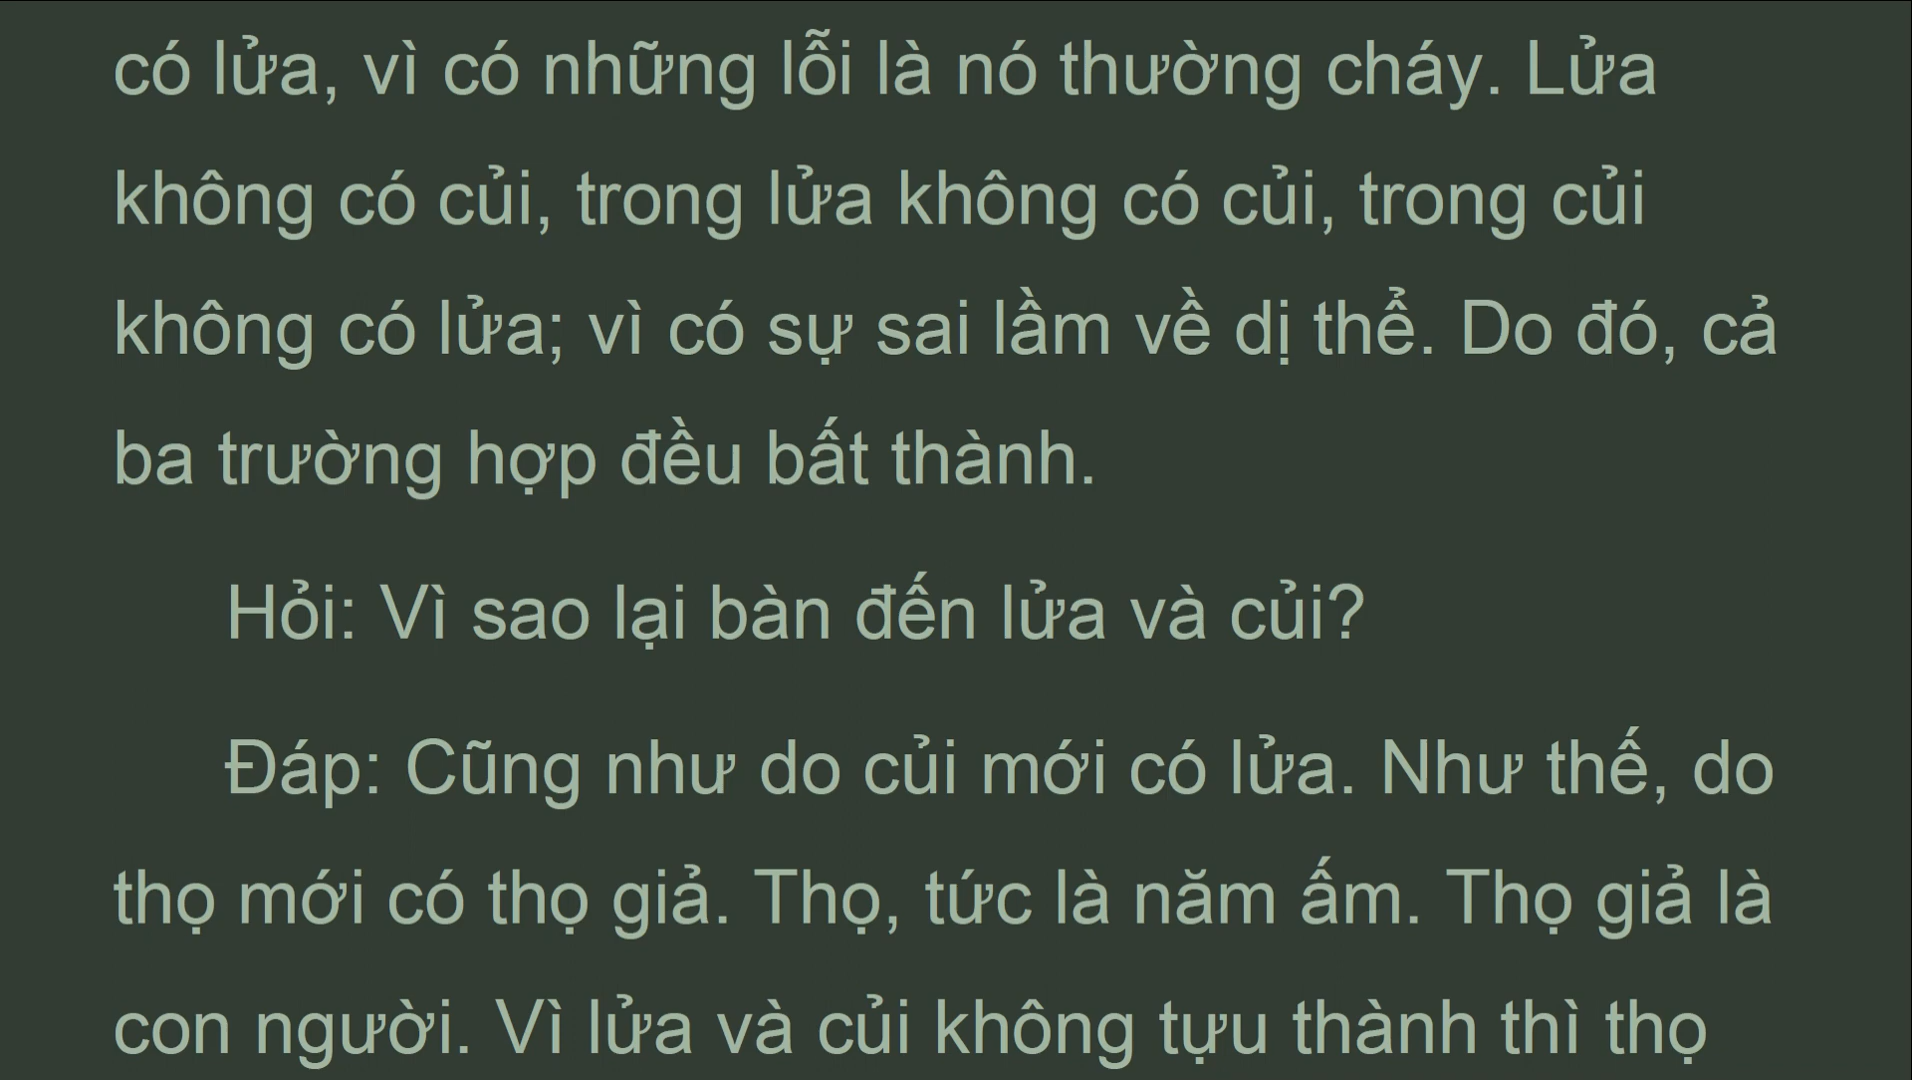 có lửa, vì có những lỗi là nó thường cháy. Lửa
không có củi, trong lửa không có củi, trong củi
không có lửa; vì có sự sai lầm về dị thể. Do đó, cả
ba trường hợp đều bất thành.
Hỏi: Vì sao lại bàn đến lửa và củi?
Đáp: Cũng như do củi mới có lửa. Như thế, do
thọ mới có thọ giả. Thọ, tức là năm ấm. Thọ giả là
con người. Vì lửa và củi không tựu thành thì thọ